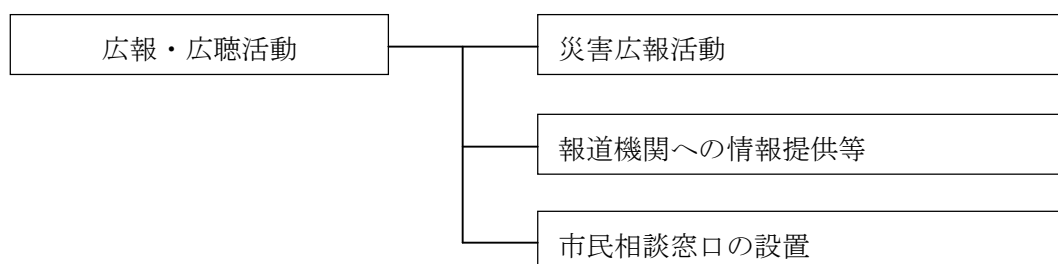 広報・広聴活動
災害広報活動
報道機関への情報提供等
市民相談窓口の設置